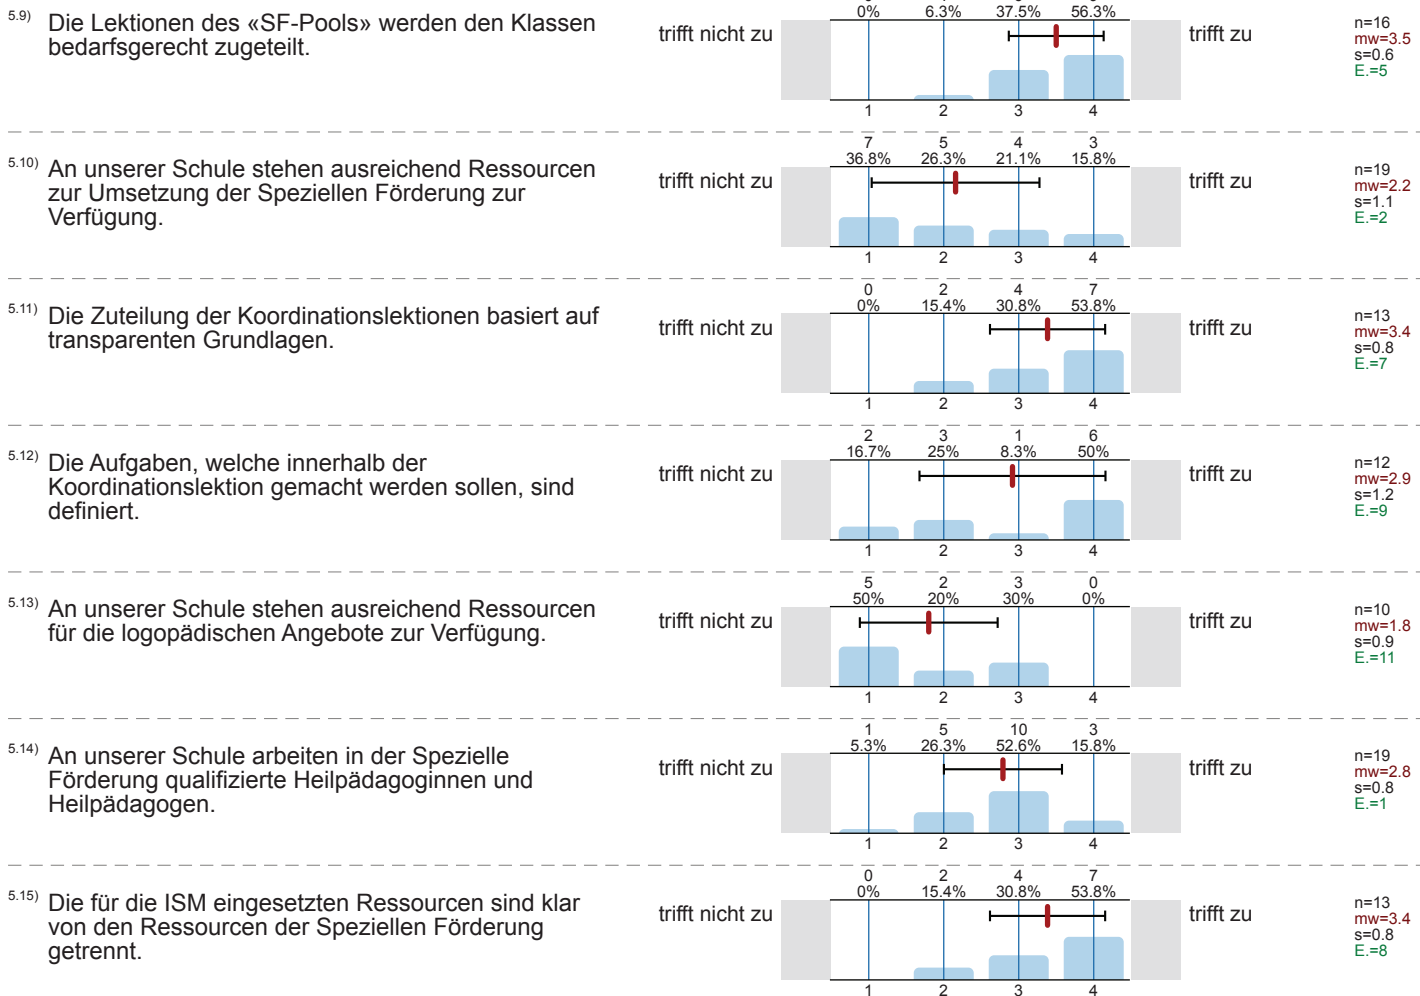 5.9) Die Lektionen des «SF-Pools» werden den Klassen
bedarfsgerecht zugeteilt.
trifft nicht zu
0% 6.3% 37.5% 56.3%
1 2 3 4
trifft zu
n=16
mw=3.5
s=0.6
E.=5
5.10) An unserer Schule stehen ausreichend Ressourcen
zur Umsetzung der Speziellen Förderung zur
Verfügung.
trifft nicht zu
7 5 4 3
36.8% 26.3% 21.1% 15.8%
1 2 3 4
trifft zu
n=19
mw=2.2
s=1.1
E.=2
5.11) Die Zuteilung der Koordinationslektionen basiert auf
transparenten Grundlagen.
trifft nicht zu
0 2 4 7
0% 15.4% 30.8% 53.8%
1 2 3 4
trifft zu
n=13
mw=3.4
s=0.8
E.=7
5.12) Die Aufgaben, welche innerhalb der
Koordinationslektion gemacht werden sollen, sind
definiert.
trifft nicht zu
2 3 1 6
16.7% 25% 8.3% 50%
1 2 3 4
trifft zu
n=12
mw=2.9
s=1.2
E.=9
5.13) An unserer Schule stehen ausreichend Ressourcen
für die logopädischen Angebote zur Verfügung.
trifft nicht zu
5 2 3 0
50% 20% 30% 0%
1 2 3 4
trifft zu
n=10
mw=1.8
s=0.9
E.=11
5.14) An unserer Schule arbeiten in der Spezielle
Förderung qualifizierte Heilpädagoginnen und
Heilpädagogen.
trifft nicht zu
1 5 10 3
5.3% 26.3% 52.6% 15.8%
1 2 3 4
trifft zu
n=19
mw=2.8
s=0.8
E.=1
5.15) Die für die ISM eingesetzten Ressourcen sind klar
von den Ressourcen der Speziellen Förderung
getrennt.
trifft nicht zu
0 2 4 7
0% 15.4% 30.8% 53.8%
1 2 3 4
trifft zu
n=13
mw=3.4
s=0.8
E.=8